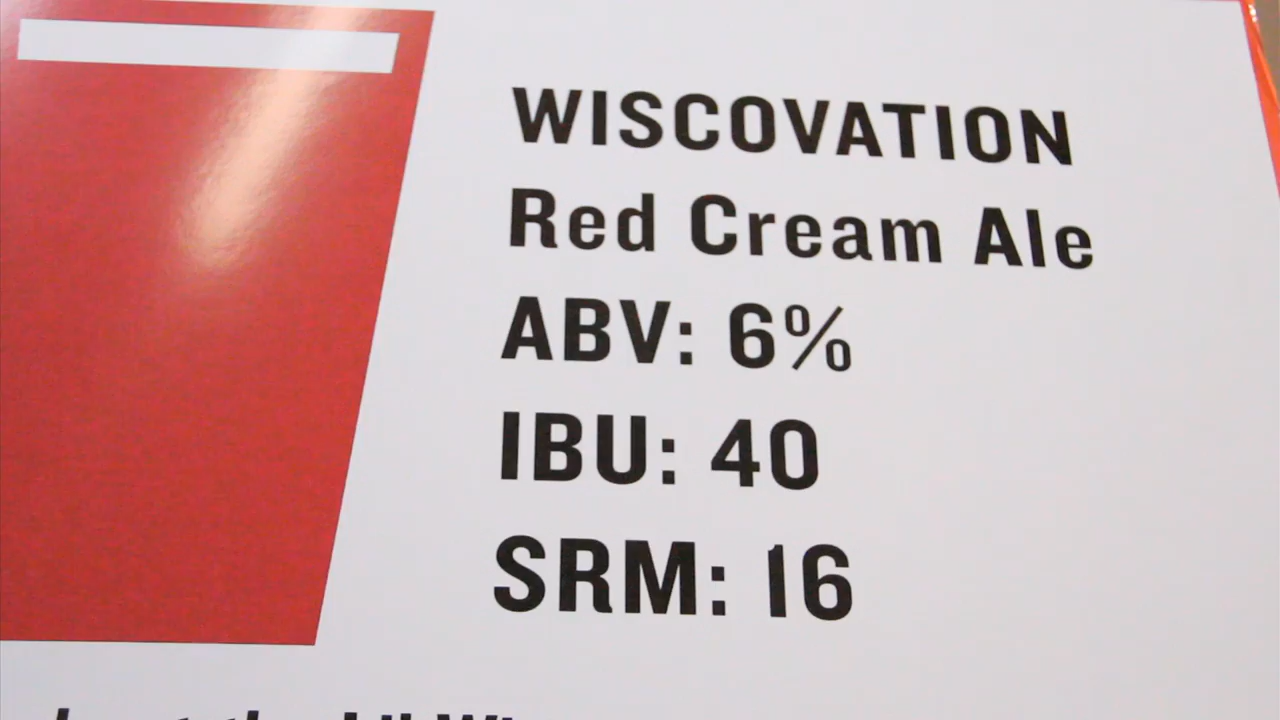 WISCOVATION
Red Cream Ale
ABV: 6%
IBU: 40
SRM: 16